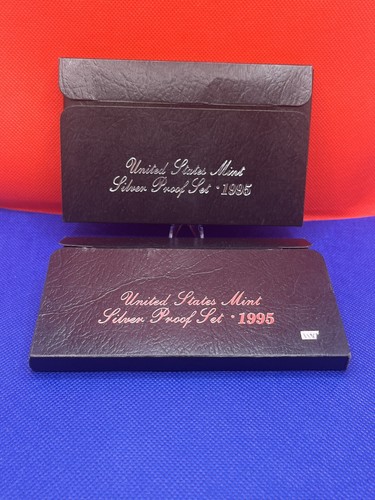 United States Mint
Silver Proof Set · 1995
United States Mint
Silver Proof Set · 1995